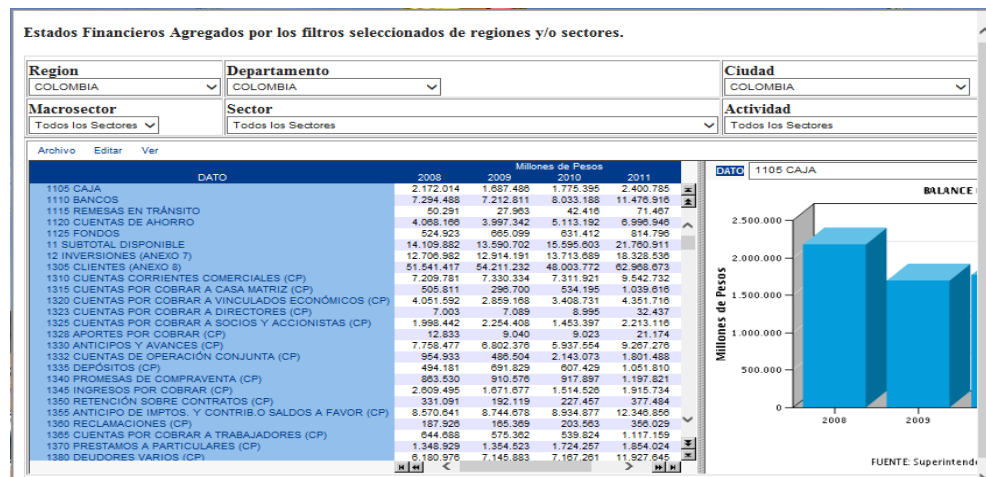 Estados Financieros Agregados por los filtros seleccionados de regiones y/o sectores.
Region Departamento Ciudad
COLOMBIA COLOMBIA COLOMBIA
Macrosector Sector Actividad
Todos los Sectores Todos los Sectores Todos los Sectores
Archivo Editar Ver
Millones de Pesos
DATO 2008 2009 2010 2011
1105 CAJA 2.172.014 1.687.486 1.775.395 2.400.785
1110 BANCOS 7.294.488 7.212.811 8.033.188 11.476.916
1115 REMESAS EN TRÁNSITO 50.291 27.963 42.416 71.467
1120 CUENTAS DE AHORRO 4.068.166 3.997.342 5.113.192 6.996.946
1125 FONDOS 524.923 665.099 631.412 814.796
11 SUBTOTAL DISPONIBLE 14.109.882 13.590.702 15.595.603 21.760.911
12 INVERSIONES (ANEXO 7) 12.706.982 12.914.191 13.713.689 18.328.536
1305 CLIENTES (ANEXO 8) 51.541.417 54.211.232 48.003.772 62.968.673
1310 CUENTAS CORRIENTES COMERCIALES (CP) 7.209.781 7.330.334 7.311.921 9.542.732
1315 CUENTAS POR COBRAR A CASA MATRIZ (CP) 505.811 296.700 534.195 1.039.616
1320 CUENTAS POR COBRAR A VINCULADOS ECONÓMICOS (CP) 4.051.592 2.859.168 3.408.731 4.351.716
1323 CUENTAS POR COBRAR A DIRECTORES (CP) 7.003 7.089 8.995 32.437
1325 CUENTAS POR COBRAR A SOCIOS Y ACCIONISTAS (CP) 1.998.442 2.254.408 1.453.397 2.213.116
1328 APORTES POR COBRAR (CP) 12.833 9.040 9.023 21.174
1330 ANTICIPOS Y AVANCES (CP) 7.758.477 6.802.376 5.937.554 9.267.276
1332 CUENTAS DE OPERACIÓN CONJUNTA (CP) 954.933 486.504 2.143.073 1.801.488
1335 DEPÓSITOS (CP) 494.181 691.829 607.429 1.051.810
1340 PROMESAS DE COMPRAVENTA (CP) 863.530 910.576 917.897 1.197.821
1345 INGRESOS POR COBRAR (CP) 2.609.495 1.671.677 1.514.526 1.915.734
1350 RETENCIÓN SOBRE CONTRATOS (CP) 331.091 192.119 227.457 377.484
1355 ANTICIPO DE IMPTOS. Y CONTRIB.O SALDOS A FAVOR (CP) 8.570.641 8.744.678 8.934.877 12.346.856
1360 RECLAMACIONES (CP) 187.926 165.369 203.563 356.029
1365 CUENTAS POR COBRAR A TRABAJADORES (CP) 644.688 575.362 539.824 1.117.159
1370 PRESTAMOS A PARTICULARES (CP) 1.348.929 1.354.523 1.724.257 1.854.024
1380 DEUDORES VARIOS (CP) 6.180.976 7.145.883 7.167.261 11.927.645
DATO 1105 CAJA
BALANCE
Millones de Pesos
2.500.000
2.000.000
1.500.000
1.000.000
500.000
0
2008 2009
FUENTE: Superintend